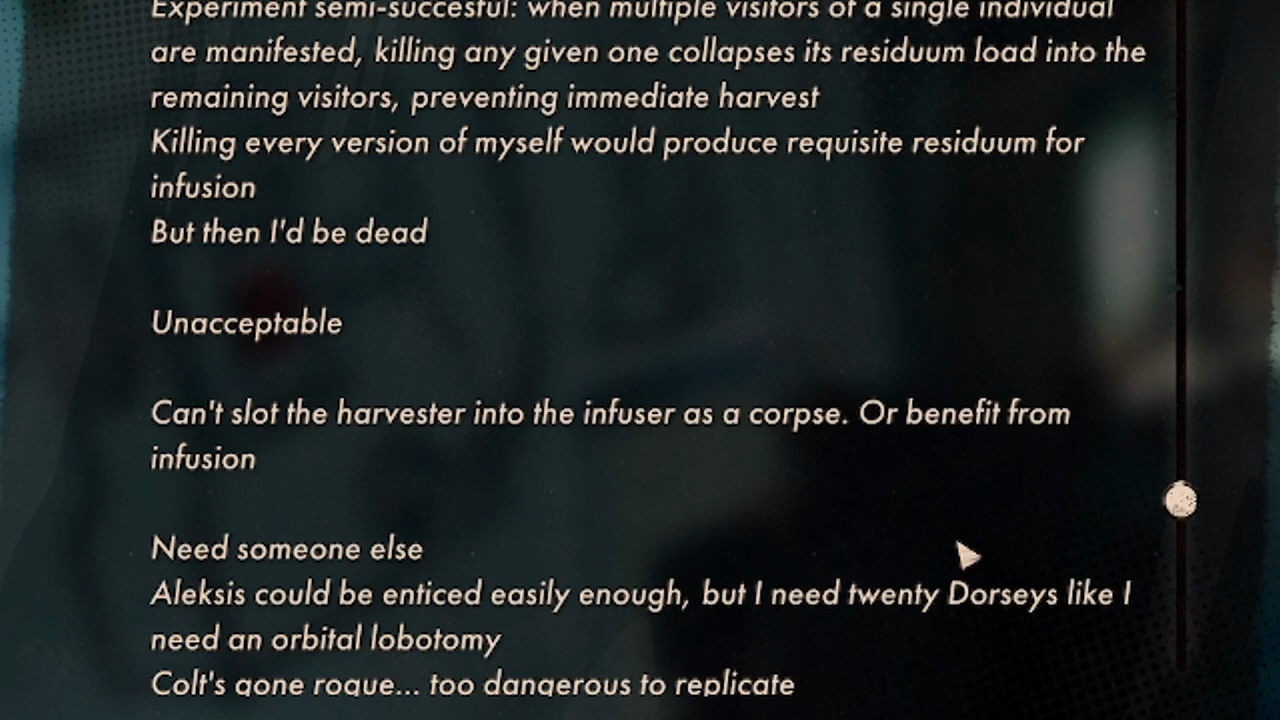 Experiment semi-succesful: when multiple visitors of a single individual
are manifested, killing any given one collapses its residuum load into the
remaining visitors, preventing immediate harvest
Killing every version of myself would produce requisite residuum for
infusion
But then I'd be dead
Unacceptable
Can't slot the harvester into the infuser as a corpse. Or benefit from
infusion
Need someone else
Aleksis could be enticed easily enough, but I need twenty Dorseys like I
need an orbital lobotomy
Colt's gone rogue... too dangerous to replicate